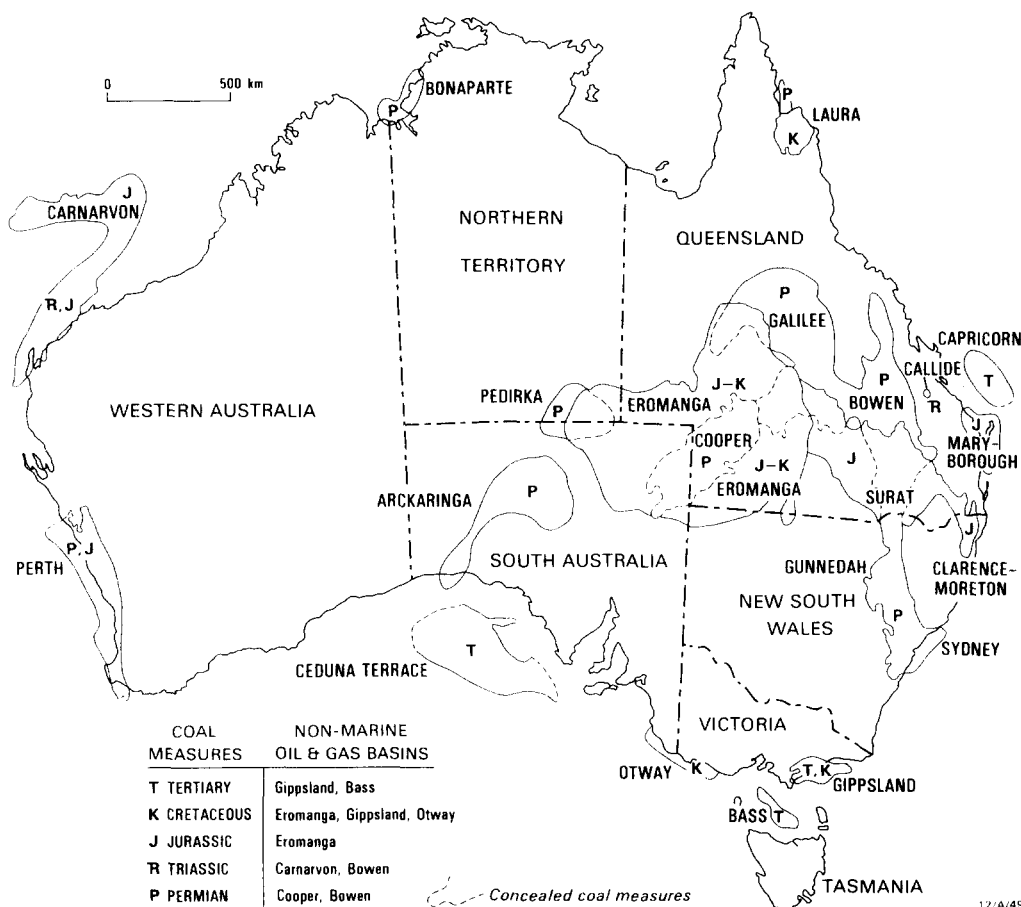 0 500 km
BONAPARTE
P
P
LAURA
K
J
CARNARVON
NORTHERN
TERRITORY
QUEENSLAND
R, J
P
GALILEE
CAPRICORN
CALLIDE
T
PEDIRKA
P
EROMANGA
J–K
P
BOWEN
R
WESTERN AUSTRALIA
COOPER
J
MARY–
BOROUGH
P
J–K
EROMANGA
J
SURAT
ARCKARINGA
P
P, J
PERTH
SOUTH AUSTRALIA
GUNNEDAH
J
CLARENCE–
MORETON
NEW SOUTH
WALES
P
SYDNEY
CEDUNA TERRACE
T
VICTORIA
OTWAY
K
T, K
GIPPSLAND
BASS
T
TASMANIA
COAL
MEASURES
NON-MARINE
OIL & GAS BASINS
T TERTIARY Gippsland, Bass
K CRETACEOUS Eromanga, Gippsland, Otway
J JURASSIC Eromanga
R TRIASSIC Carnarvon, Bowen
P PERMIAN Cooper, Bowen
Concealed coal measures